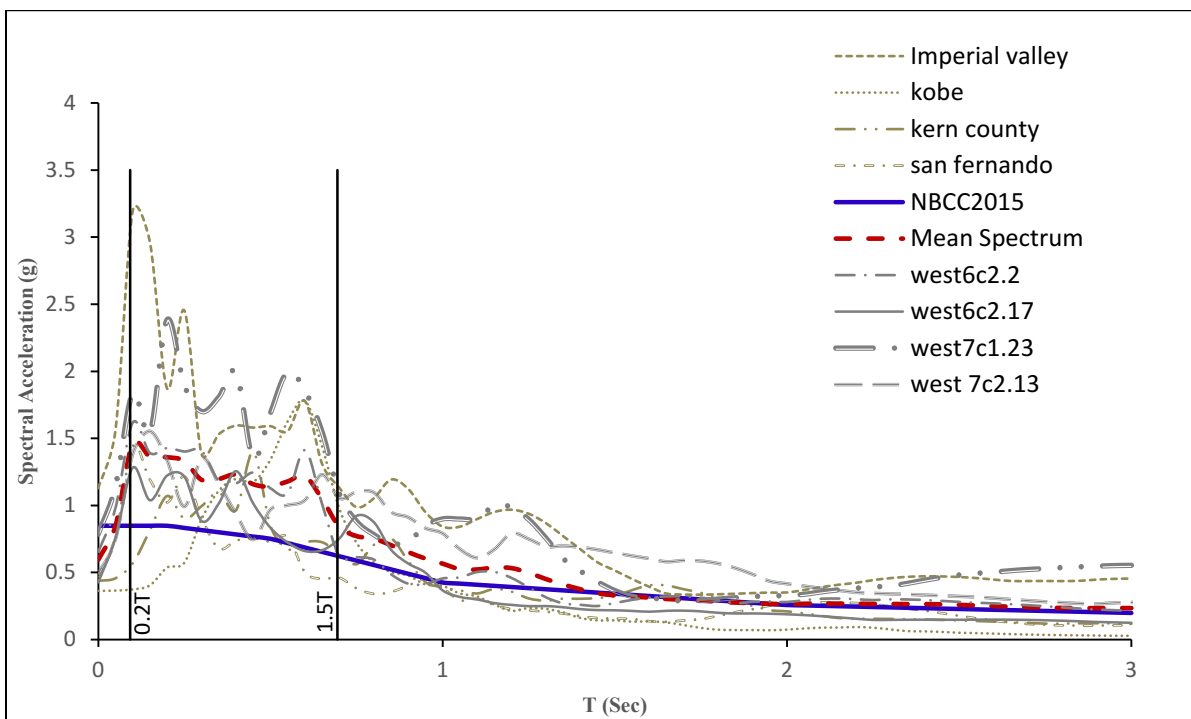 Imperial valley
kobe
kern county
san fernando
NBCC2015
Mean Spectrum
west6c2.2
west6c2.17
west7c1.23
west 7c2.13
4
3.5
3
2.5
2
1.5
1
0.5
0
Spectral Acceleration (g)
0.2T
1.5T
0
1
2
3
T (Sec)